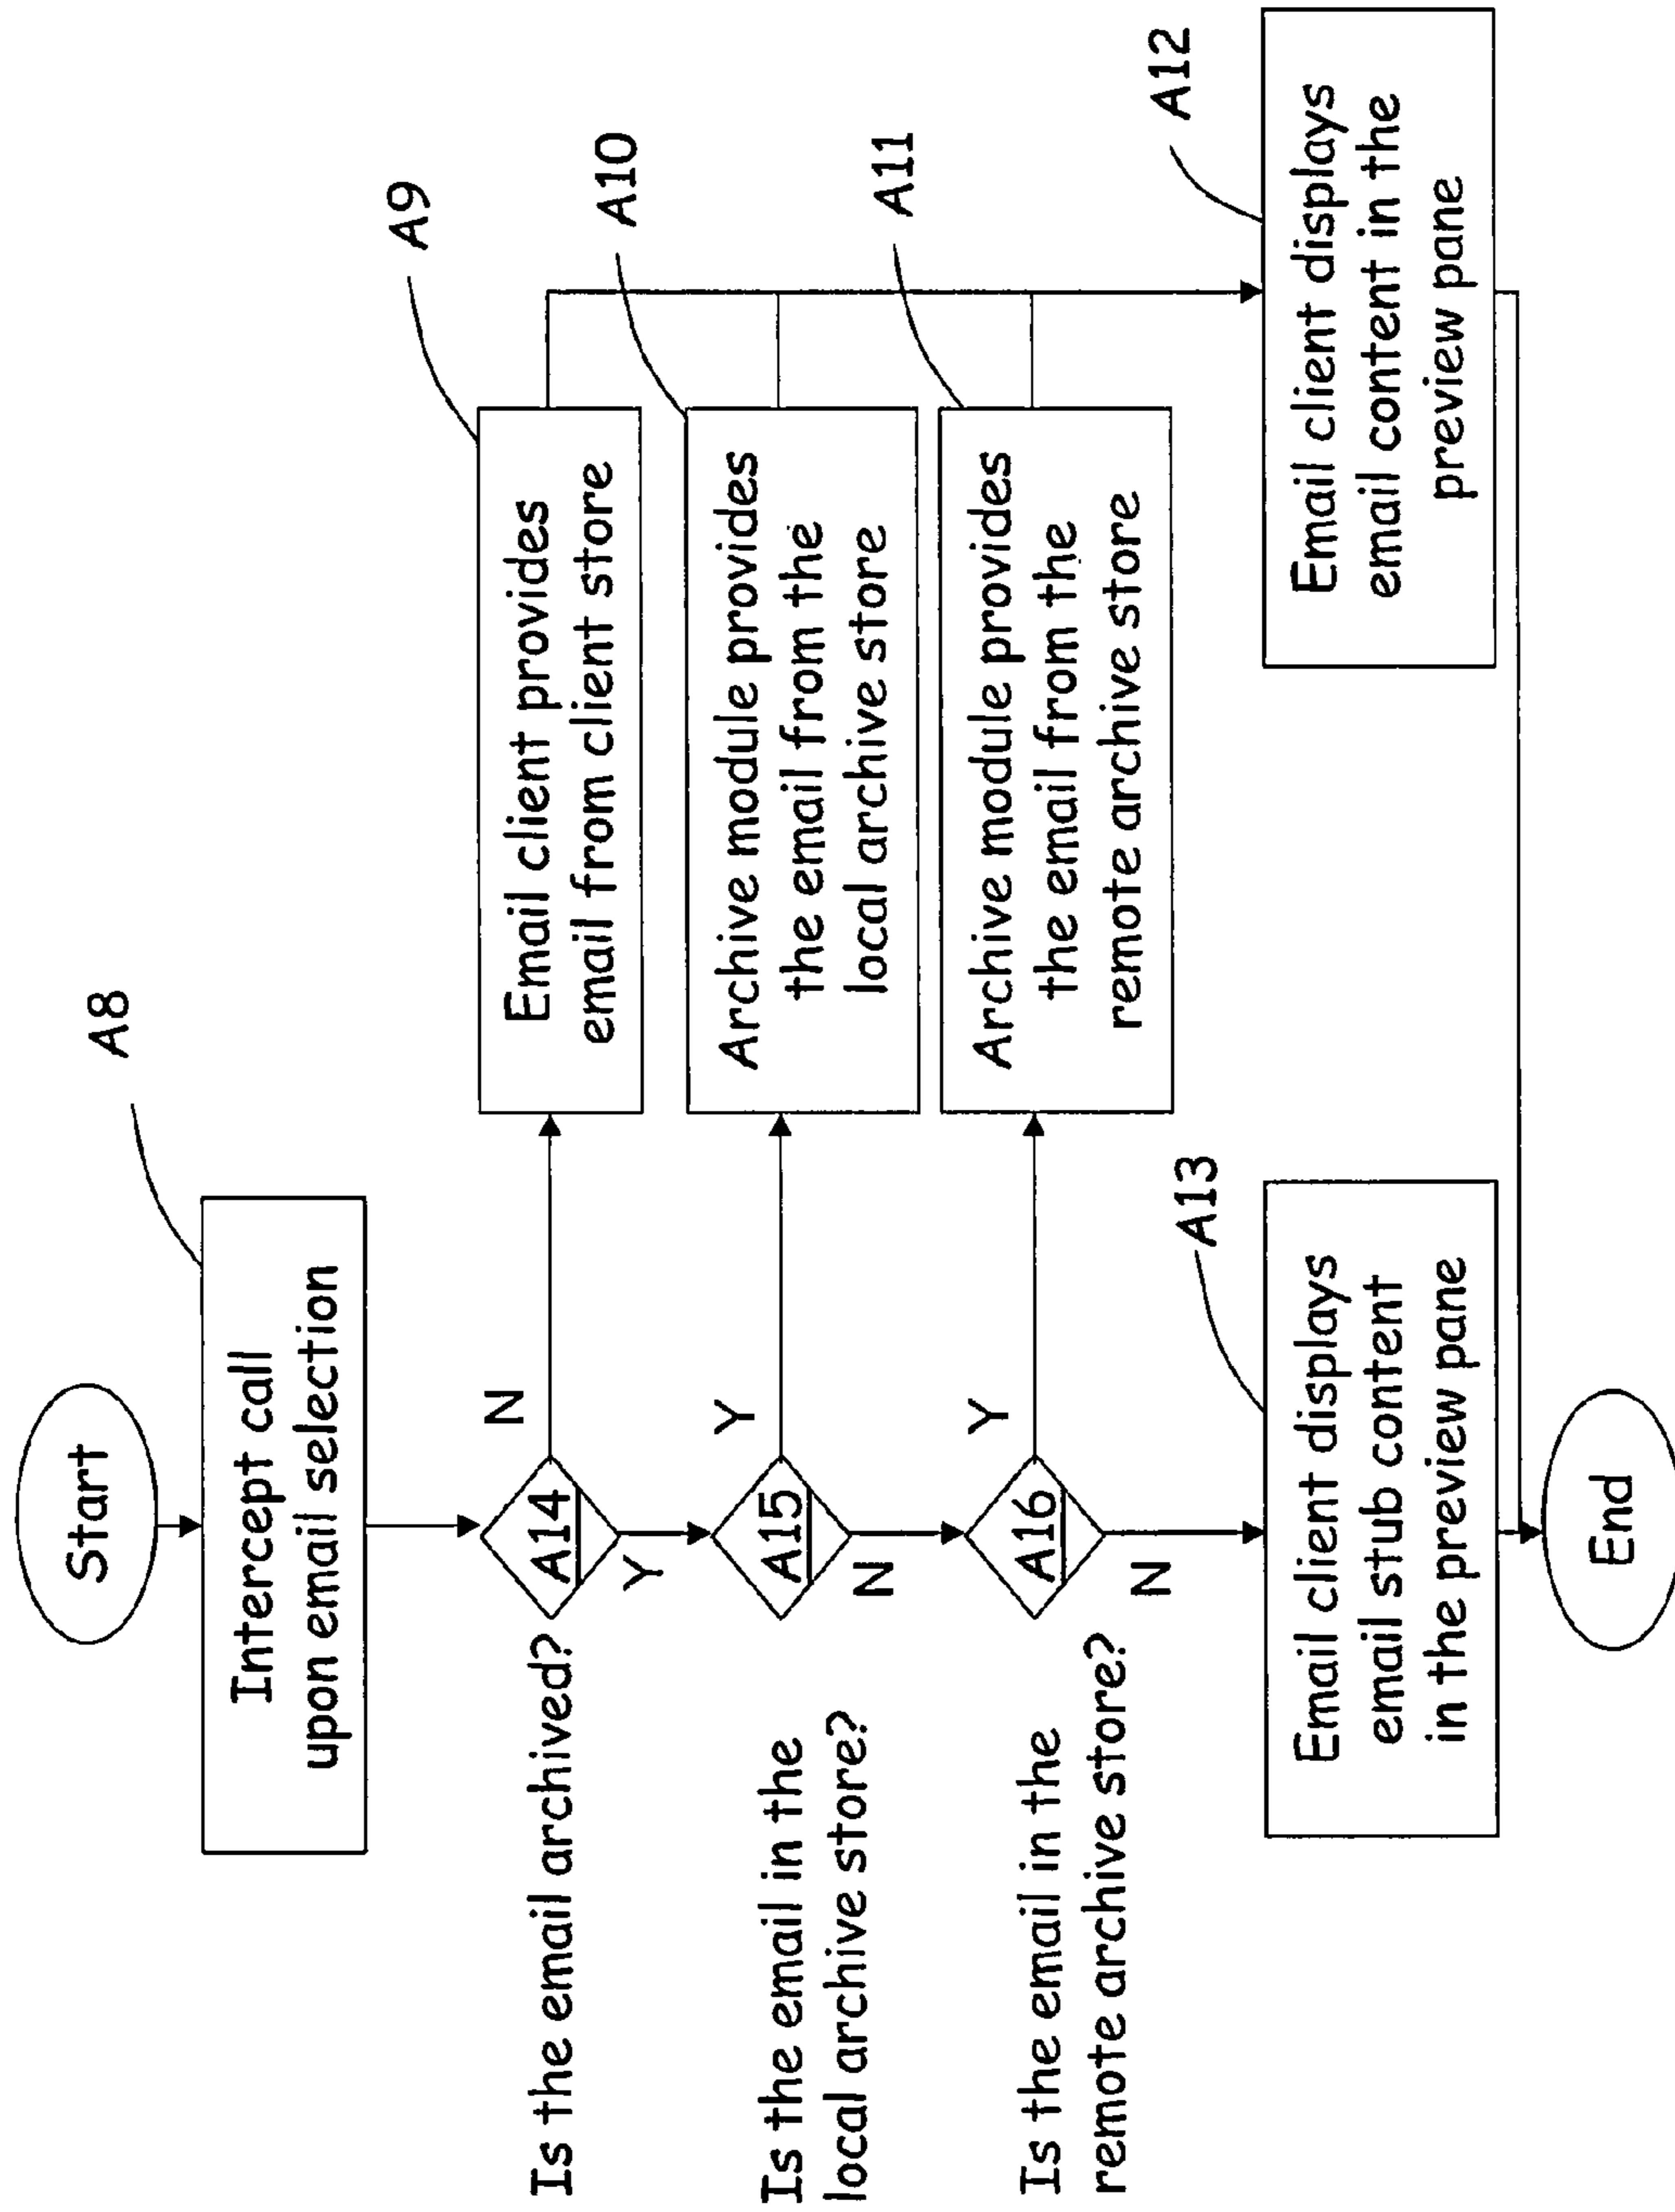 Start
A8
Intercept call
upon email selection
Is the email archived?
A14
N
Y
A9
Email client provides
email from client store
Is the email in the
local archive store?
A15
Y
N
A10
Archive module provides
the email from the
local archive store
Is the email in the
remote archive store?
A16
Y
N
A11
Archive module provides
the email from the
remote archive store
A13
Email client displays
email stub content
in the preview pane
A12
Email client displays
email content in the
preview pane
End